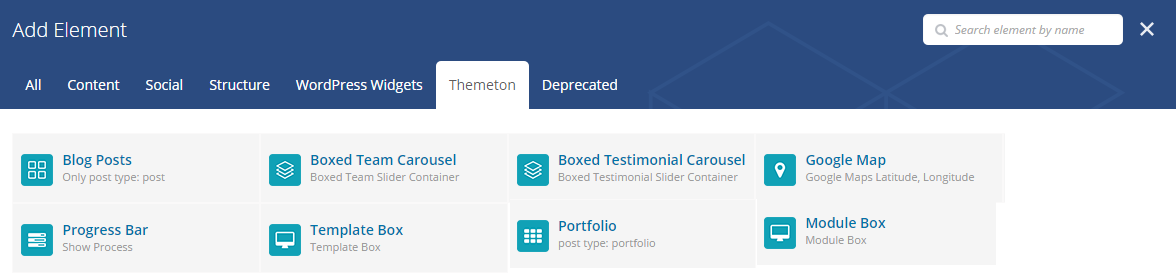 Add Element
Search element by name
All Content Social Structure WordPress Widgets Themeton Deprecated
Blog Posts
Only post type: post
Boxed Team Carousel
Boxed Team Slider Container
Boxed Testimonial Carousel
Boxed Testimonial Slider Container
Google Map
Google Maps Latitude, Longitude
Progress Bar
Show Process
Template Box
Template Box
Portfolio
post type: portfolio
Module Box
Module Box